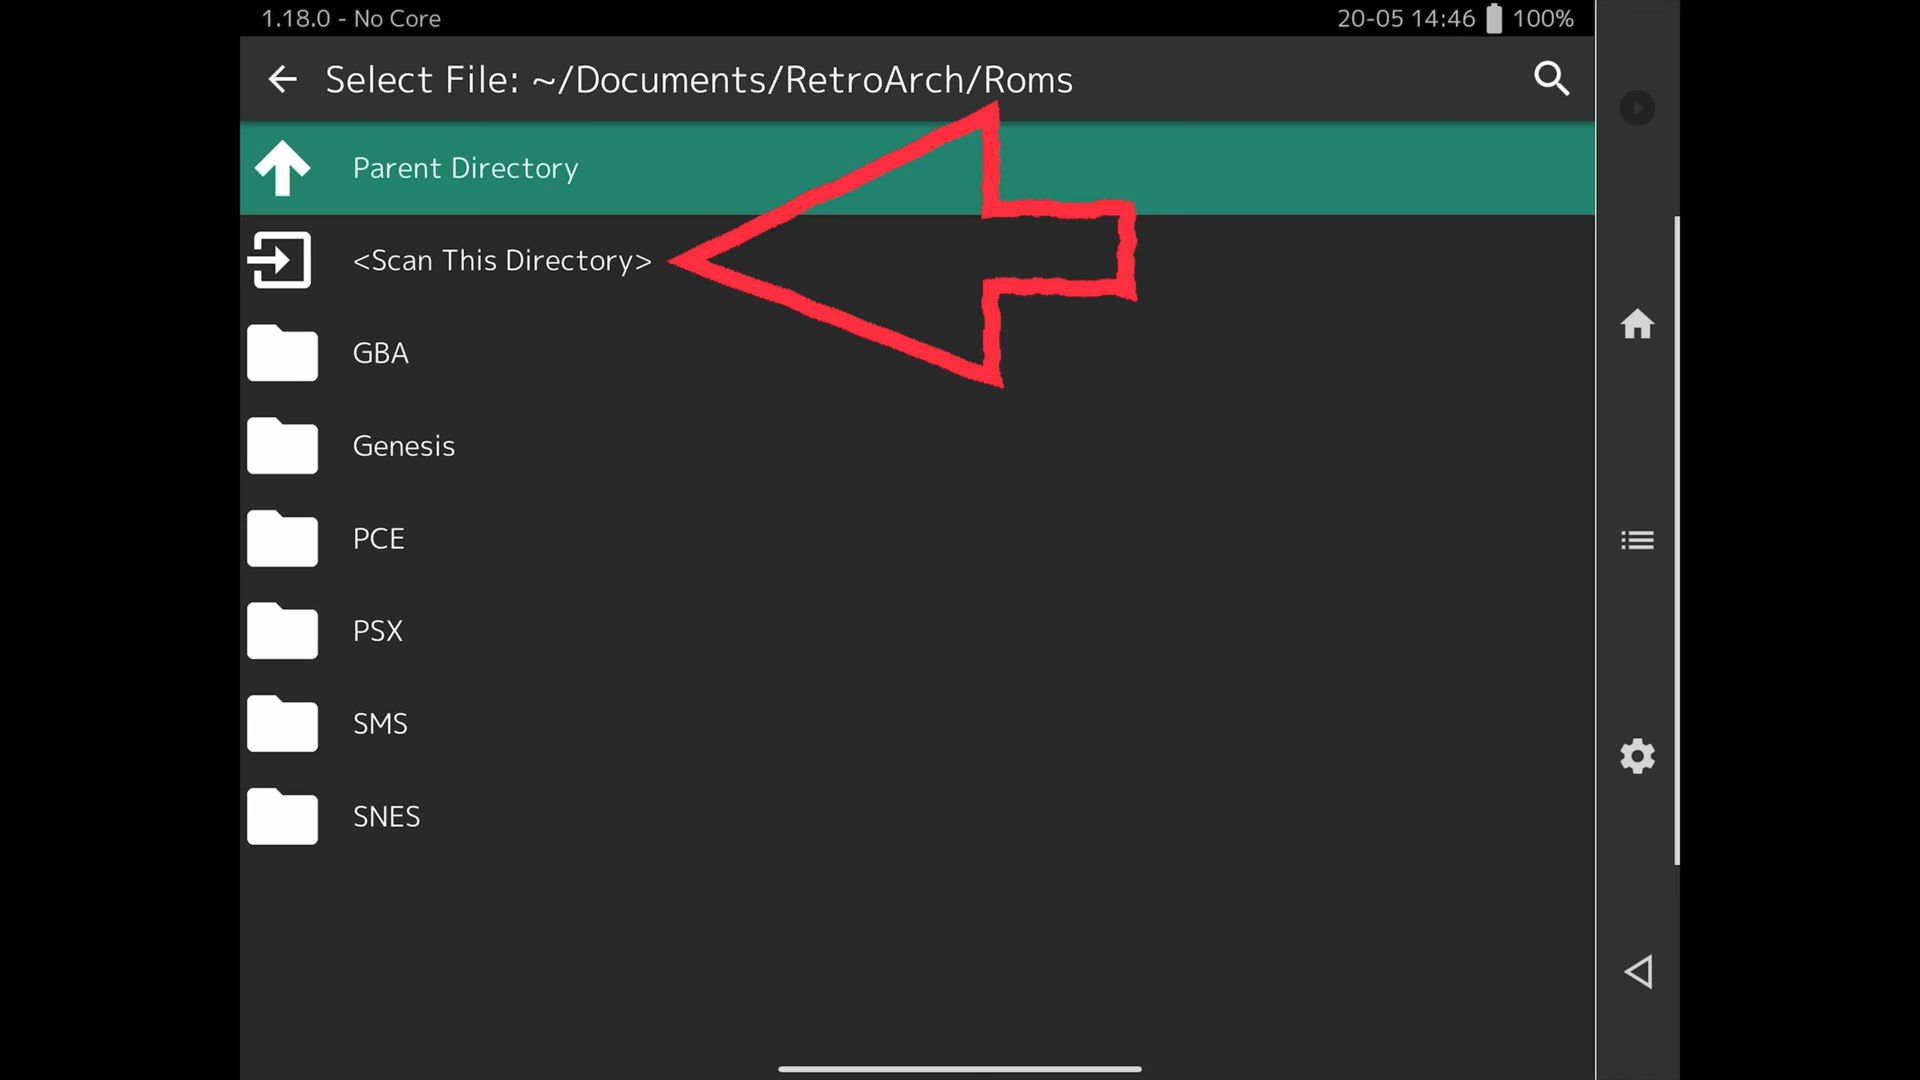 1.18.0 - No Core
20-05 14:46 100%
Select File: ~/Documents/RetroArch/Roms
Parent Directory
<Scan This Directory>
GBA
Genesis
PCE
PSX
SMS
SNES